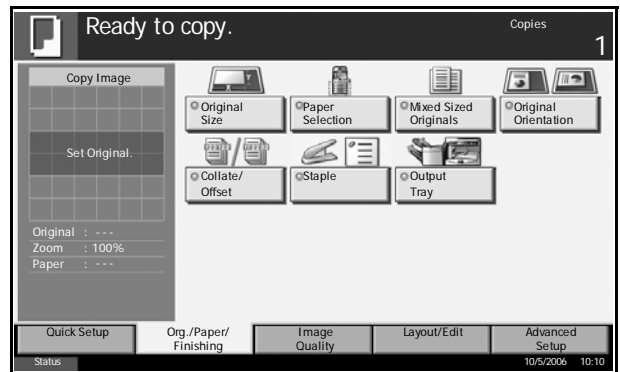 Ready to copy.
Copies
1
Copy Image
Set Original.
Original : ---
Zoom : 100%
Paper : ---
Original
Size
Paper
Selection
Mixed Sized
Originals
Original
Orientation
Collate/
Offset
Staple
Output
Tray
Quick Setup
Org./Paper/
Finishing
Image
Quality
Layout/Edit
Advanced
Setup
Status
10/5/2006 10:10